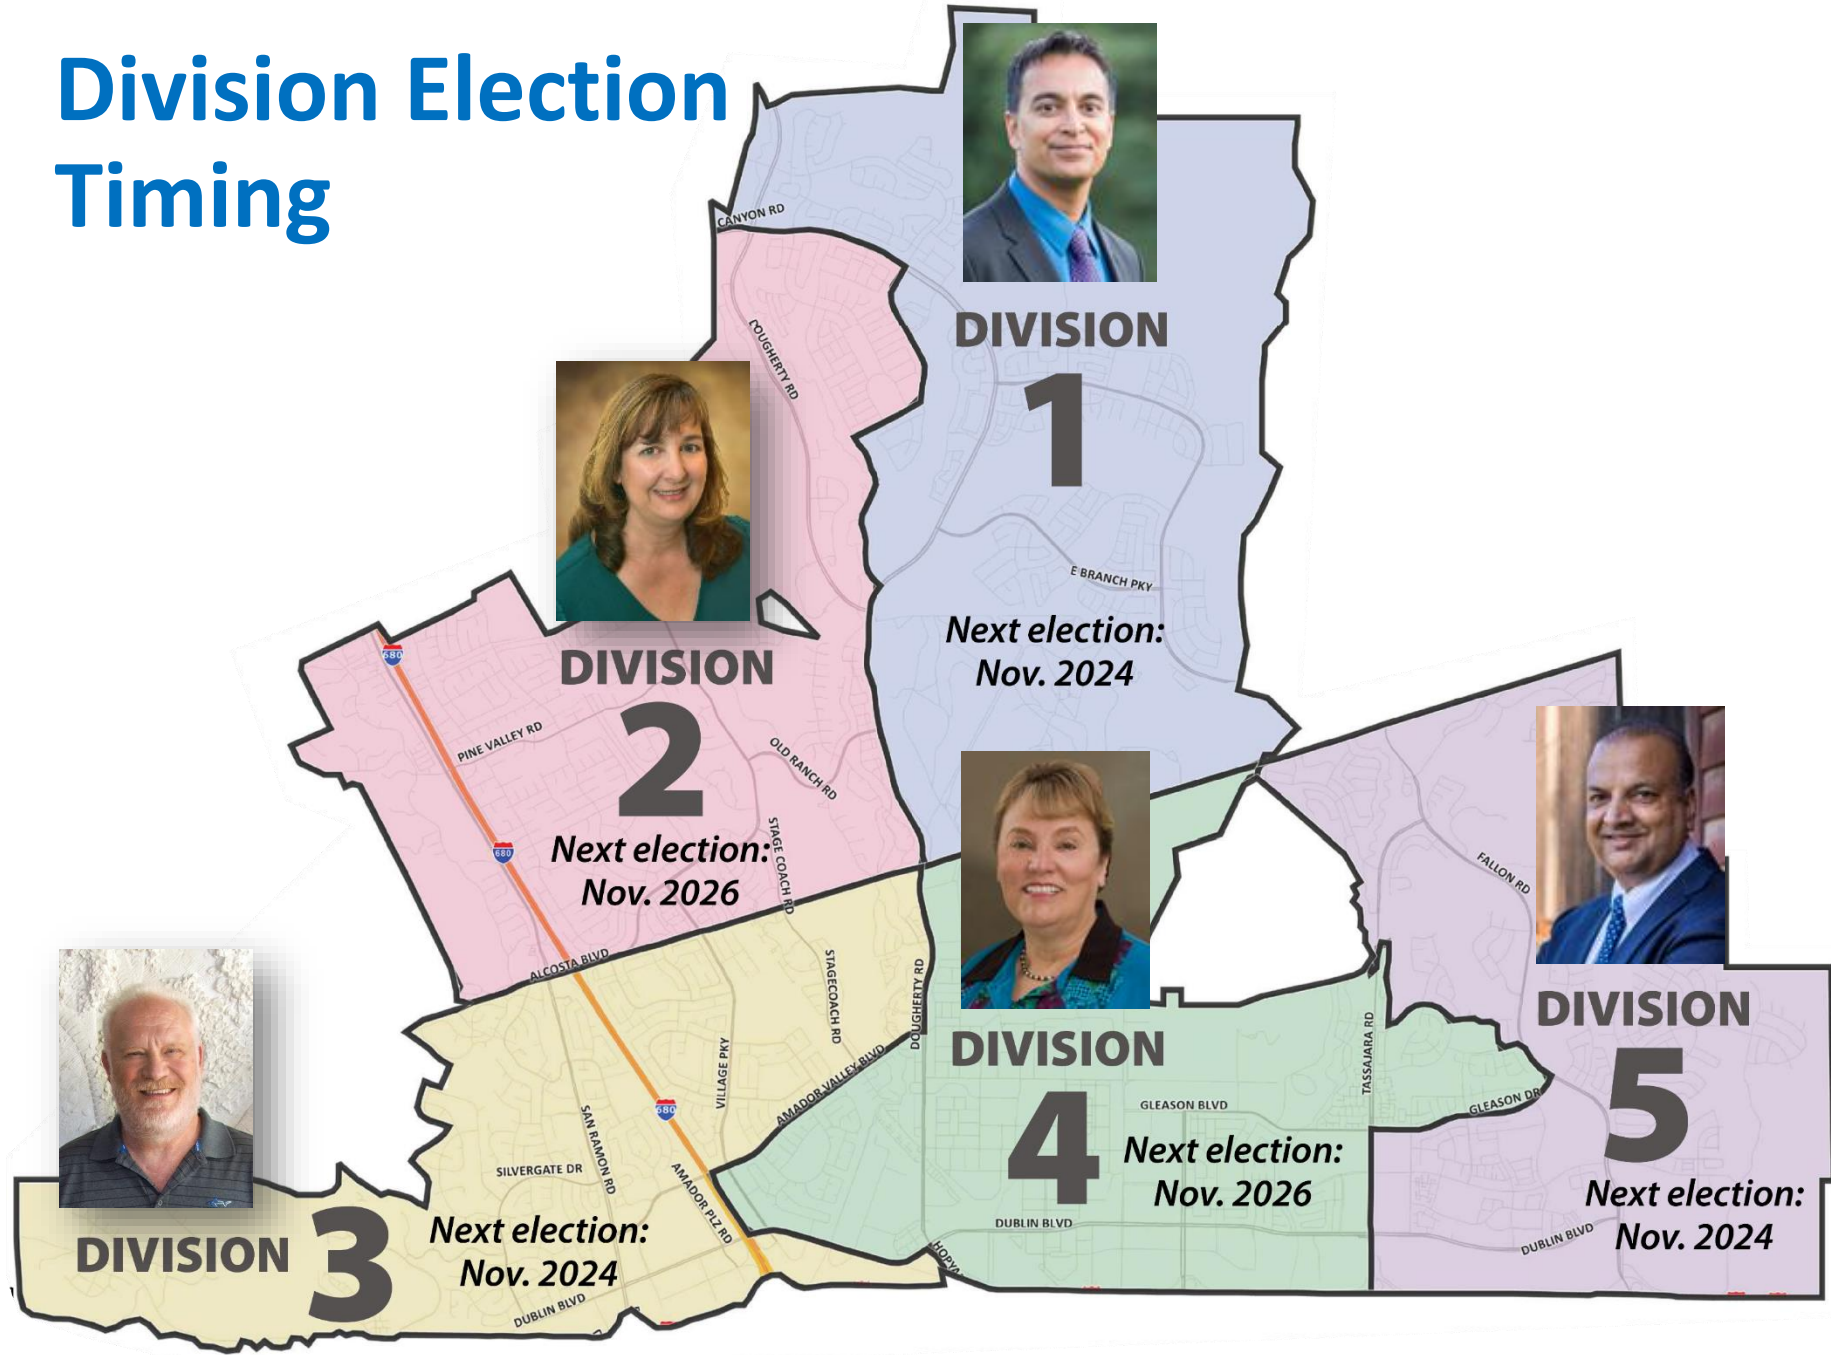 Division Election
Timing
CANYON RD
DOUGHERTY RD
DIVISION
1
E BRANCH PKY
Next election:
Nov. 2024
680
DIVISION
2
PINE VALLEY RD
OLD RANCH RD
680
STAGE COACH RD
Next election:
Nov. 2026
ALCOSTA BLVD
FALLON RD
STAGECOACH RD
DOUGHERTY RD
VILLAGE PKY
AMADOR VALLEY BLVD
680
SAN RAMON RD
SILVERGATE DR
AMADOR PLZ RD
DIVISION
3
Next election:
Nov. 2024
DUBLIN BLVD
DIVISION
4
TASSAJARA RD
GLEASON BLVD
GLEASON DR
Next election:
Nov. 2026
DUBLIN BLVD
DIVISION
5
Next election:
Nov. 2024
DUBLIN BLVD